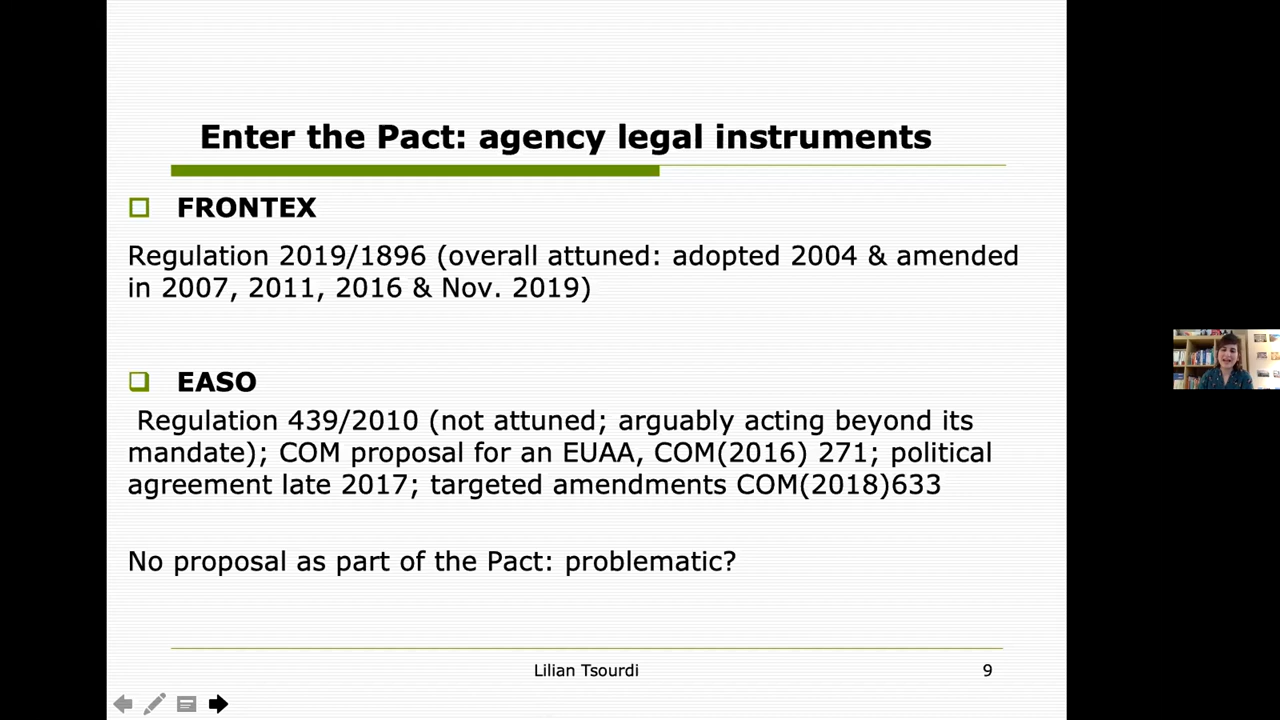 Enter the Pact: agency legal instruments
FRONTEX
Regulation 2019/1896 (overall attuned: adopted 2004 & amended
in 2007, 2011, 2016 & Nov. 2019)
EASO
Regulation 439/2010 (not attuned; arguably acting beyond its
mandate); COM proposal for an EUAA, COM(2016) 271; political
agreement late 2017; targeted amendments COM(2018)633
No proposal as part of the Pact: problematic?
Lilian Tsourdi
9